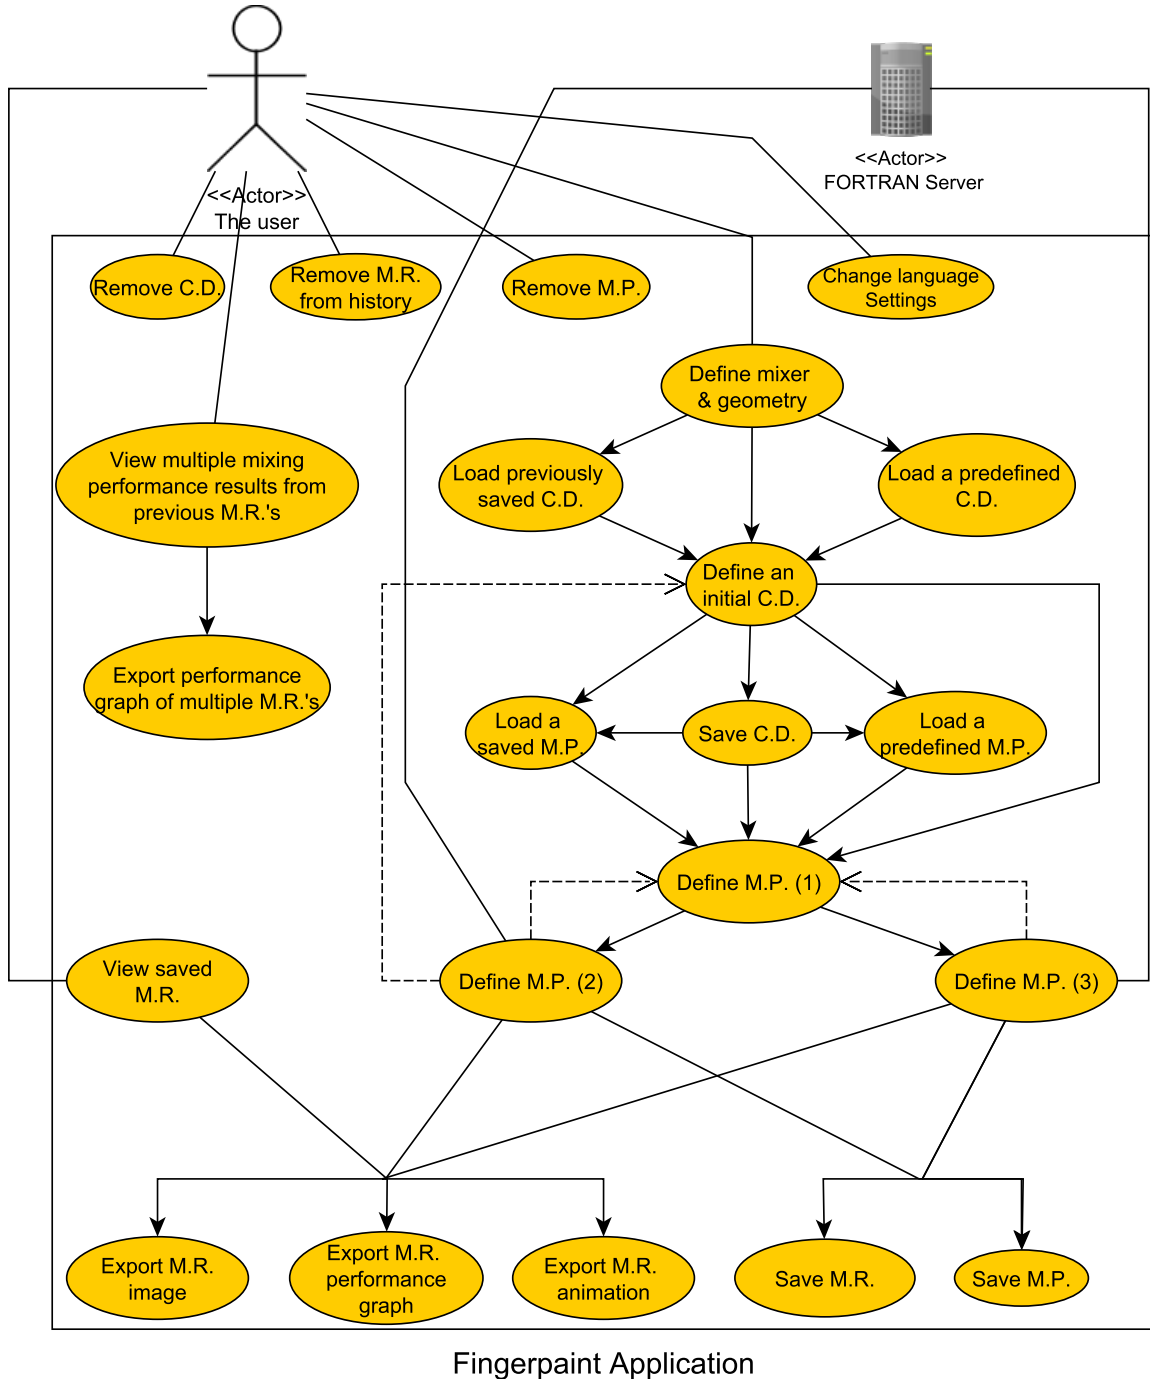 <<Actor>>
FORTRAN Server
<<Actor>>
The user
Remove C.D.
Remove M.R.
from history
Remove M.P.
Change language
Settings
Define mixer
& geometry
View multiple mixing
performance results from
previous M.R.'s
Load previously
saved C.D.
Load a predefined
C.D.
Define an
initial C.D.
Export performance
graph of multiple M.R.'s
Load a
saved M.P.
Save C.D.
Load a
predefined M.P.
Define M.P. (1)
View saved
M.R.
Define M.P. (2)
Define M.P. (3)
Export M.R.
image
Export M.R.
performance
graph
Export M.R.
animation
Save M.R.
Save M.P.
Fingerpaint Application